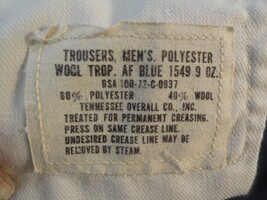 TROUSERS, MEN'S, POLYESTER
WOOL TROP. AF BLUE 1549 9 OZ.
DSA 100-72-C-0937
60% POLYESTER 40% WOOL
TENNESSEE OVERALL CO., INC.
TREATED FOR PERMANENT CREASING.
PRESS ON SAME CREASE LINE.
UNDESIRED CREASE LINE MAY BE
REMOVED BY STEAM.